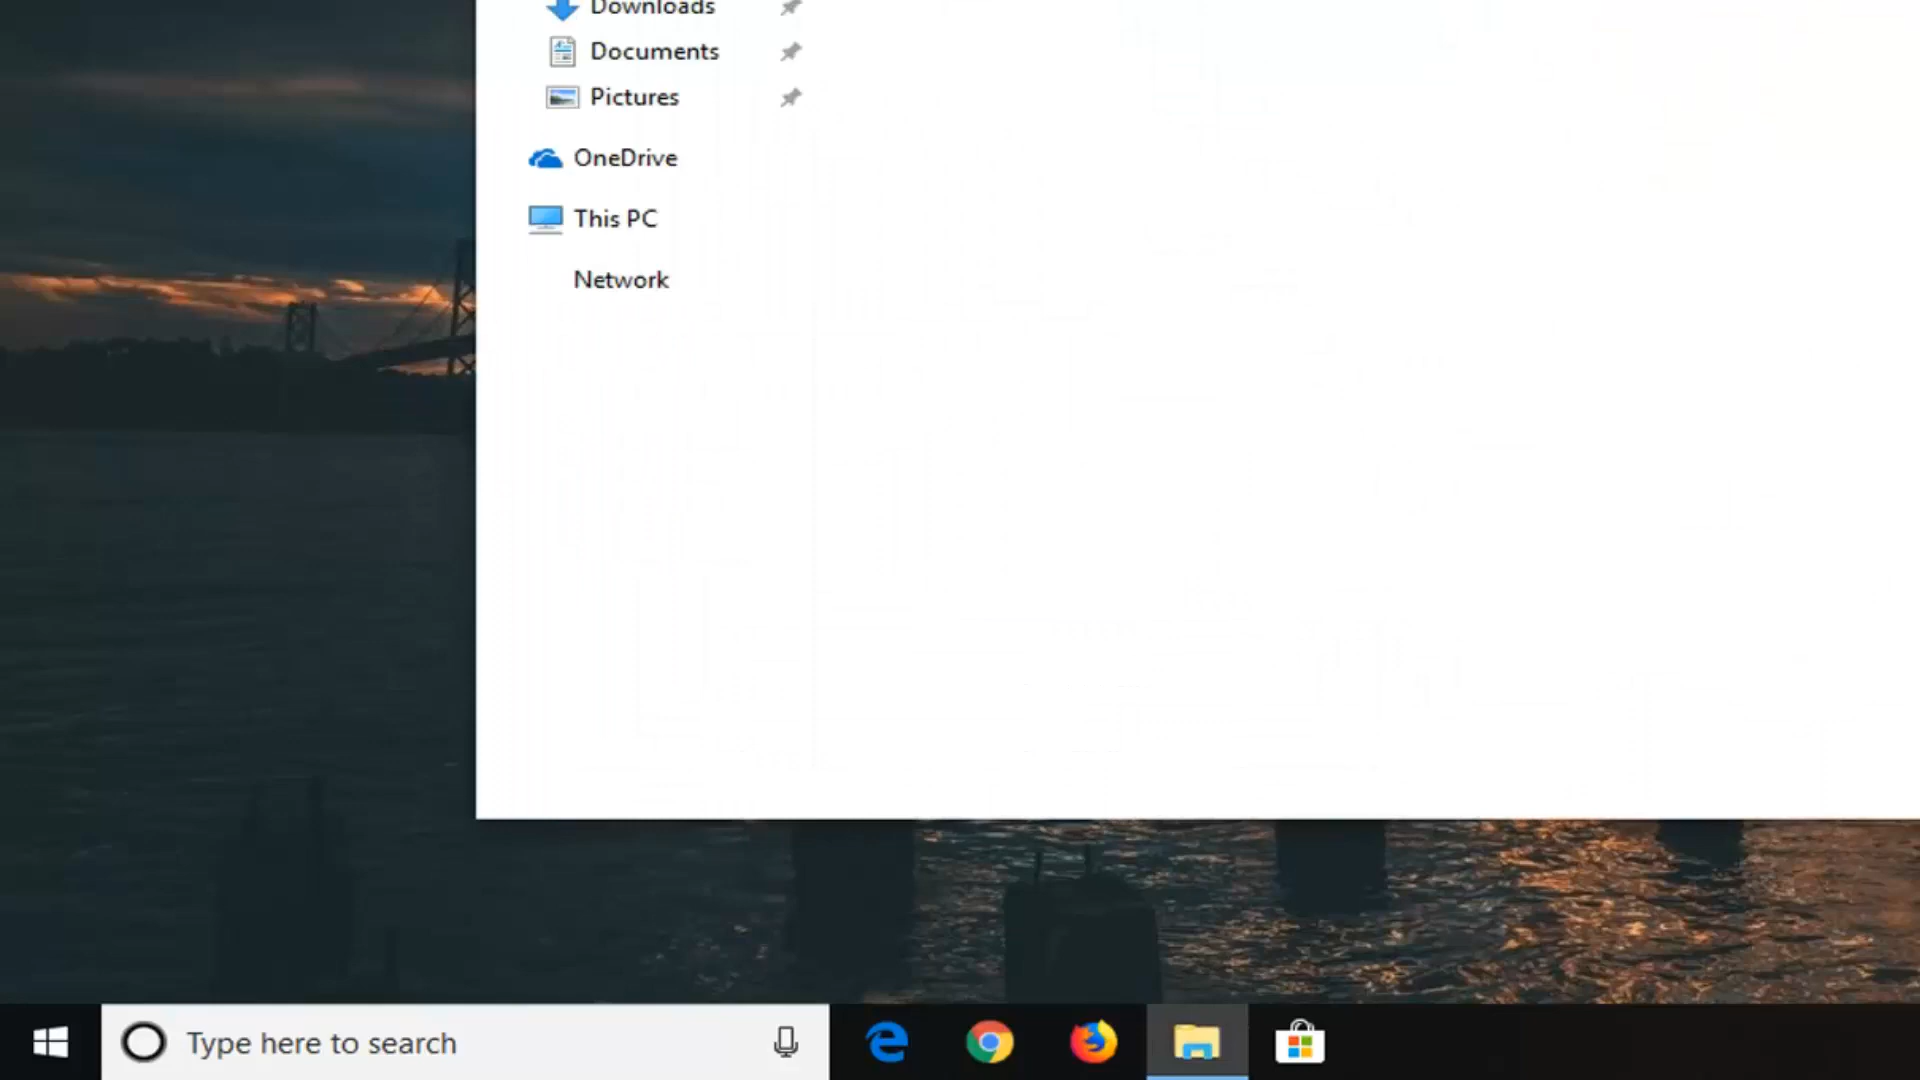 Downloads
Documents
Pictures
OneDrive
This PC
Network
Type here to search